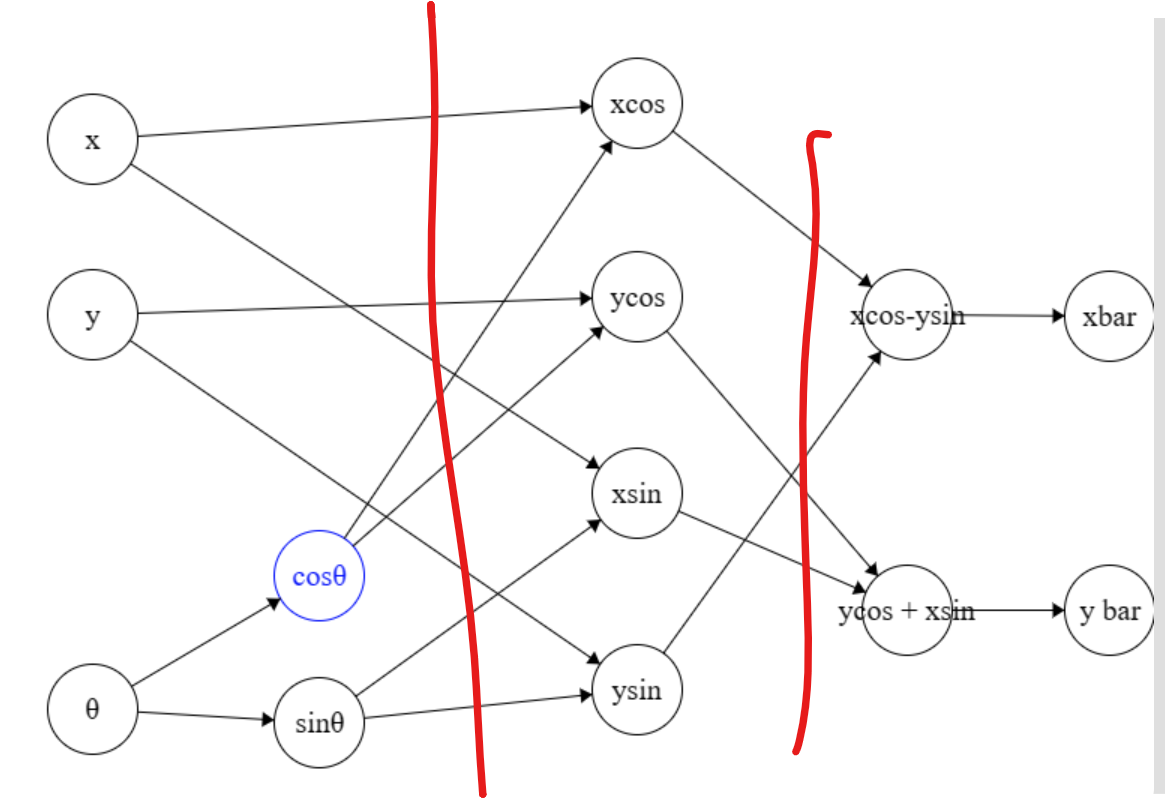 x
y
θ
cosθ
sinθ
xcos
ycos
xsin
ysin
xcos-ysin
ycos + xsin
xbar
y bar